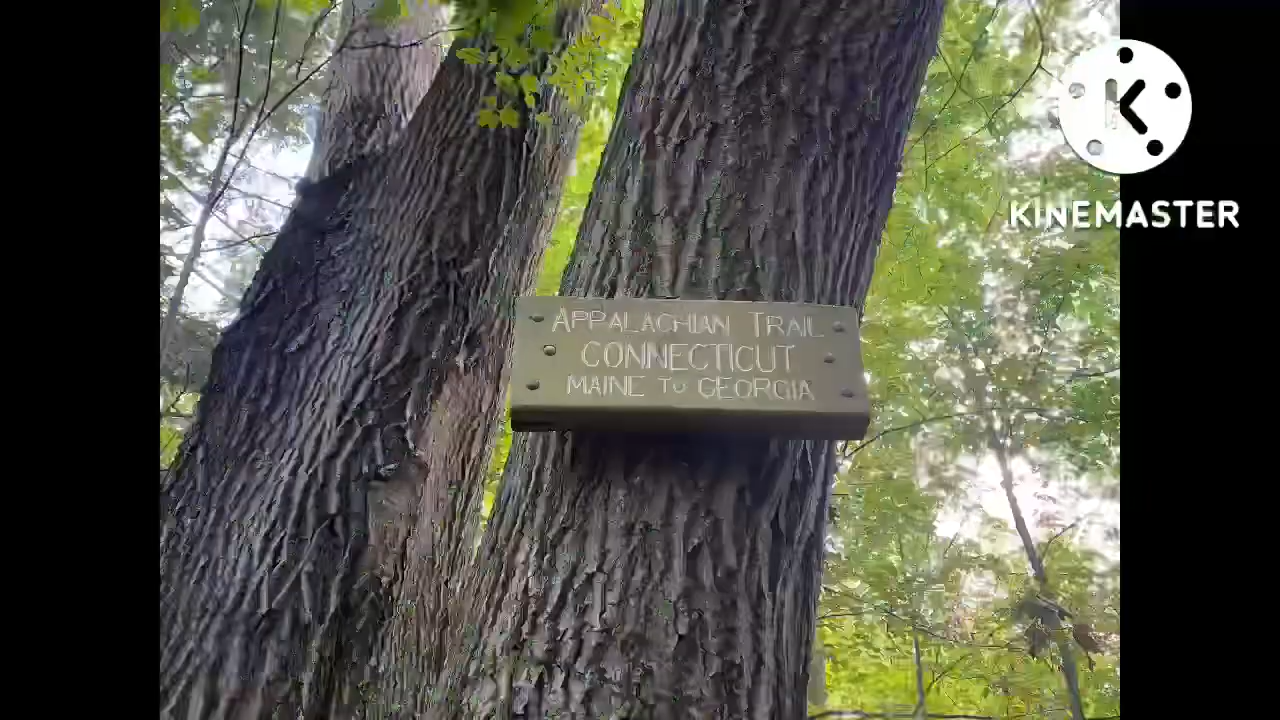 KINEMASTER
APPALACHIAN TRAIL
CONNECTICUT
MAINE TO GEORGIA